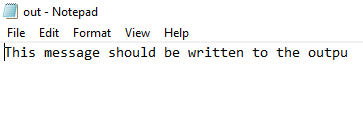 out - Notepad
File Edit Format View Help
This message should be written to the outpu